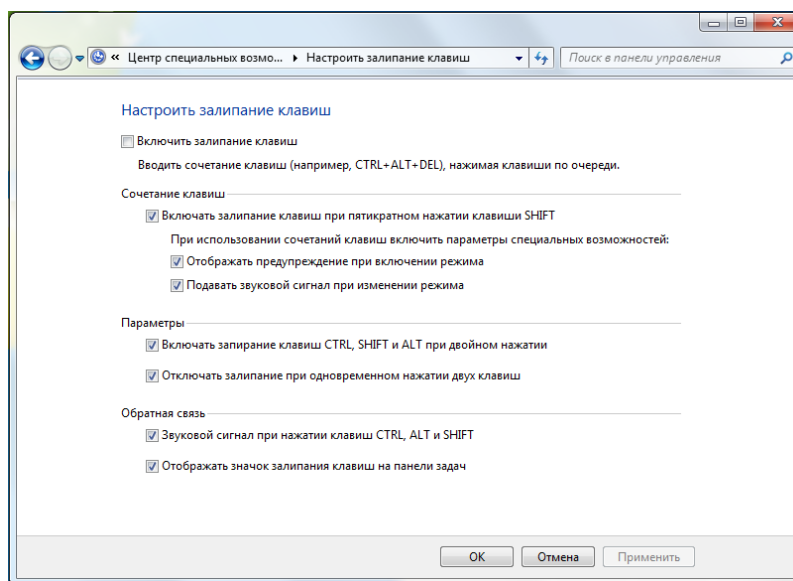 « Центр специальных возмо... ▸ Настроить залипание клавиш Поиск в панели управления
Настроить залипание клавиш
Включить залипание клавиш
Вводить сочетание клавиш (например, CTRL+ALT+DEL), нажимая клавиши по очереди.
Сочетание клавиш
Включать залипание клавиш при пятикратном нажатии клавиши SHIFT
При использовании сочетаний клавиш включить параметры специальных возможностей:
Отображать предупреждение при включении режима
Подавать звуковой сигнал при изменении режима
Параметры
Включать запирание клавиш CTRL, SHIFT и ALT при двойном нажатии
Отключать залипание при одновременном нажатии двух клавиш
Обратная связь
Звуковой сигнал при нажатии клавиш CTRL, ALT и SHIFT
Отображать значок залипания клавиш на панели задач
ОК Отмена Применить